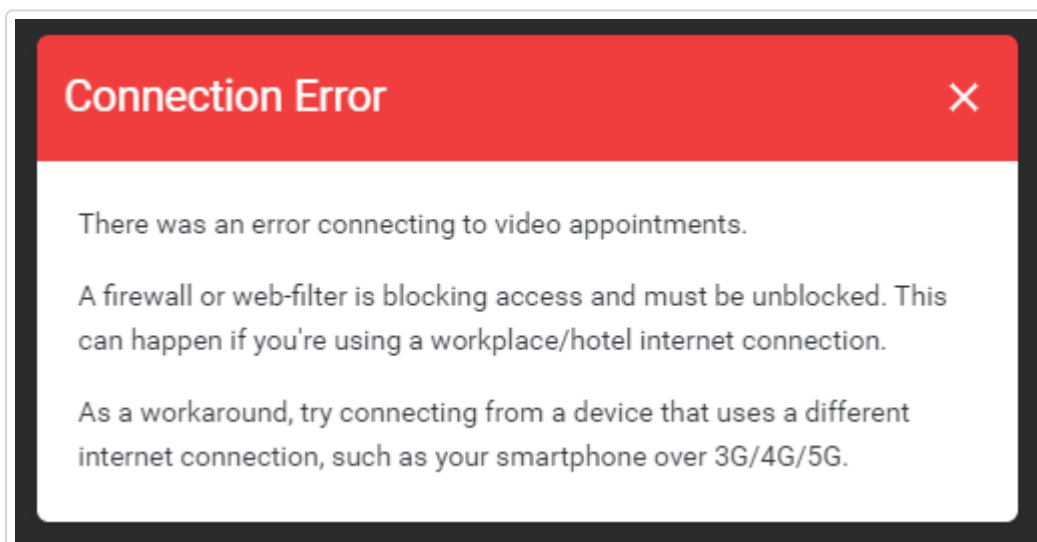 Connection Error
There was an error connecting to video appointments.
A firewall or web-filter is blocking access and must be unblocked. This
can happen if you're using a workplace/hotel internet connection.
As a workaround, try connecting from a device that uses a different
internet connection, such as your smartphone over 3G/4G/5G.